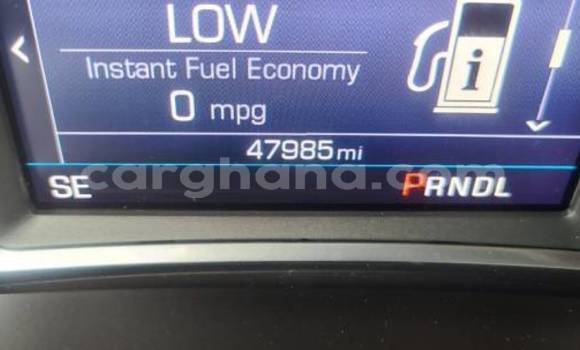 LOW
Instant Fuel Economy
0 mpg
47985 mi
carghana.com
SE PRNDL